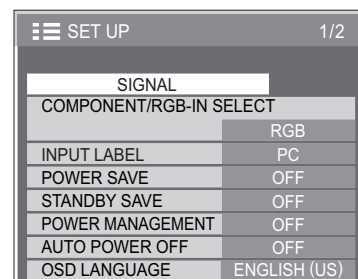 SET UP 1/2
SIGNAL
COMPONENT/RGB-IN SELECT
RGB
INPUT LABEL PC
POWER SAVE OFF
STANDBY SAVE OFF
POWER MANAGEMENT OFF
AUTO POWER OFF OFF
OSD LANGUAGE ENGLISH (US)